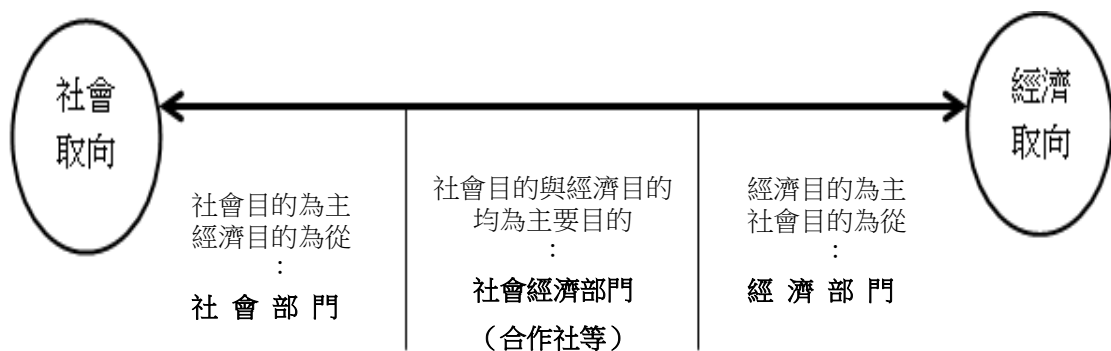 社會
取向
經濟
取向
社會目的為主
經濟目的為從
:
社會部門
社會目的與經濟目的
均為主要目的
:
社會經濟部門
（合作社等）
經濟目的為主
社會目的為從
:
經濟部門